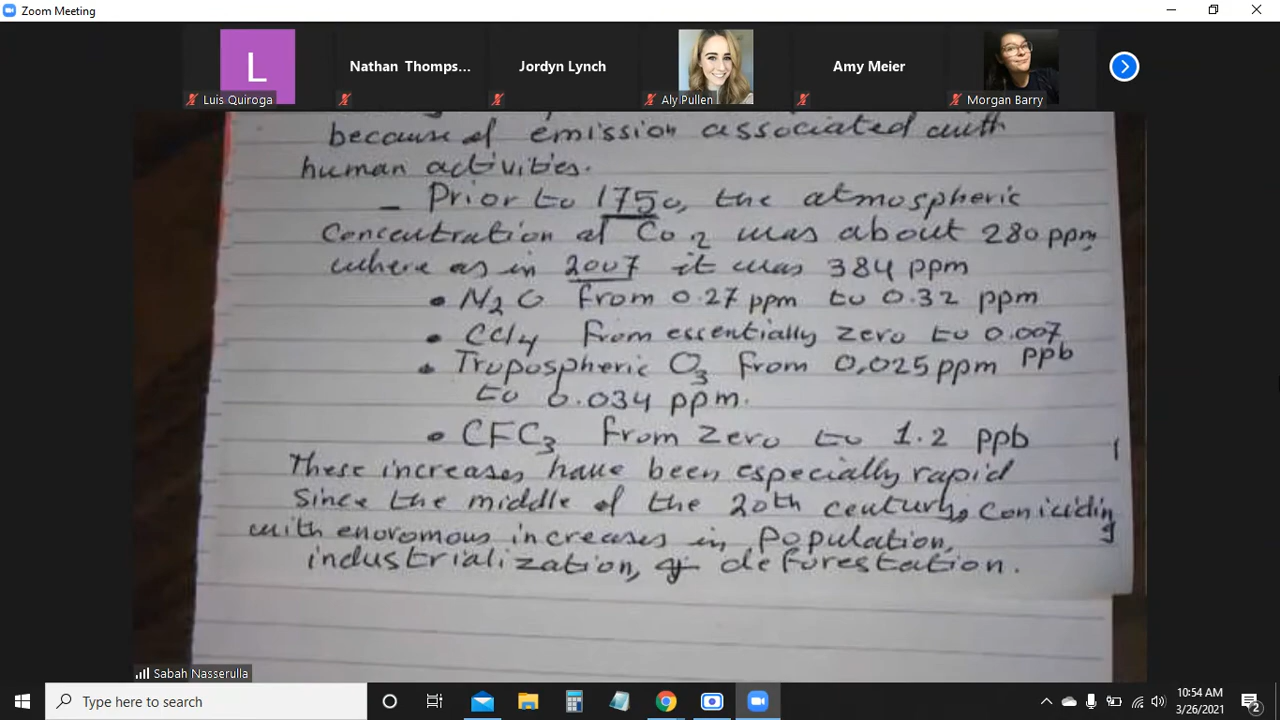 Zoom Meeting
L
Luis Quiroga
Nathan Thomps...
Jordyn Lynch
Aly Pullen
Amy Meier
Morgan Barry
because of emission associated with
human activities.
- Prior to 1750, the atmospheric
Concentration of Co2 was about 280 ppm,
where as in 2007 it was 384 ppm
• N2O from 0.27 ppm to 0.32 ppm
• CCl4 from essentially zero to 0.007
ppb
• Tropospheric O3 from 0,025 ppm
to 0.034 ppm.
• CFC3 from zero to 1.2 ppb
These increases have been especially rapid
Since the middle of the 20th century, coniciding
with enoromous increases in Population,
industrialization, & deforestation.
Sabah Nasserulla
Type here to search
10:54 AM
3/26/2021
2